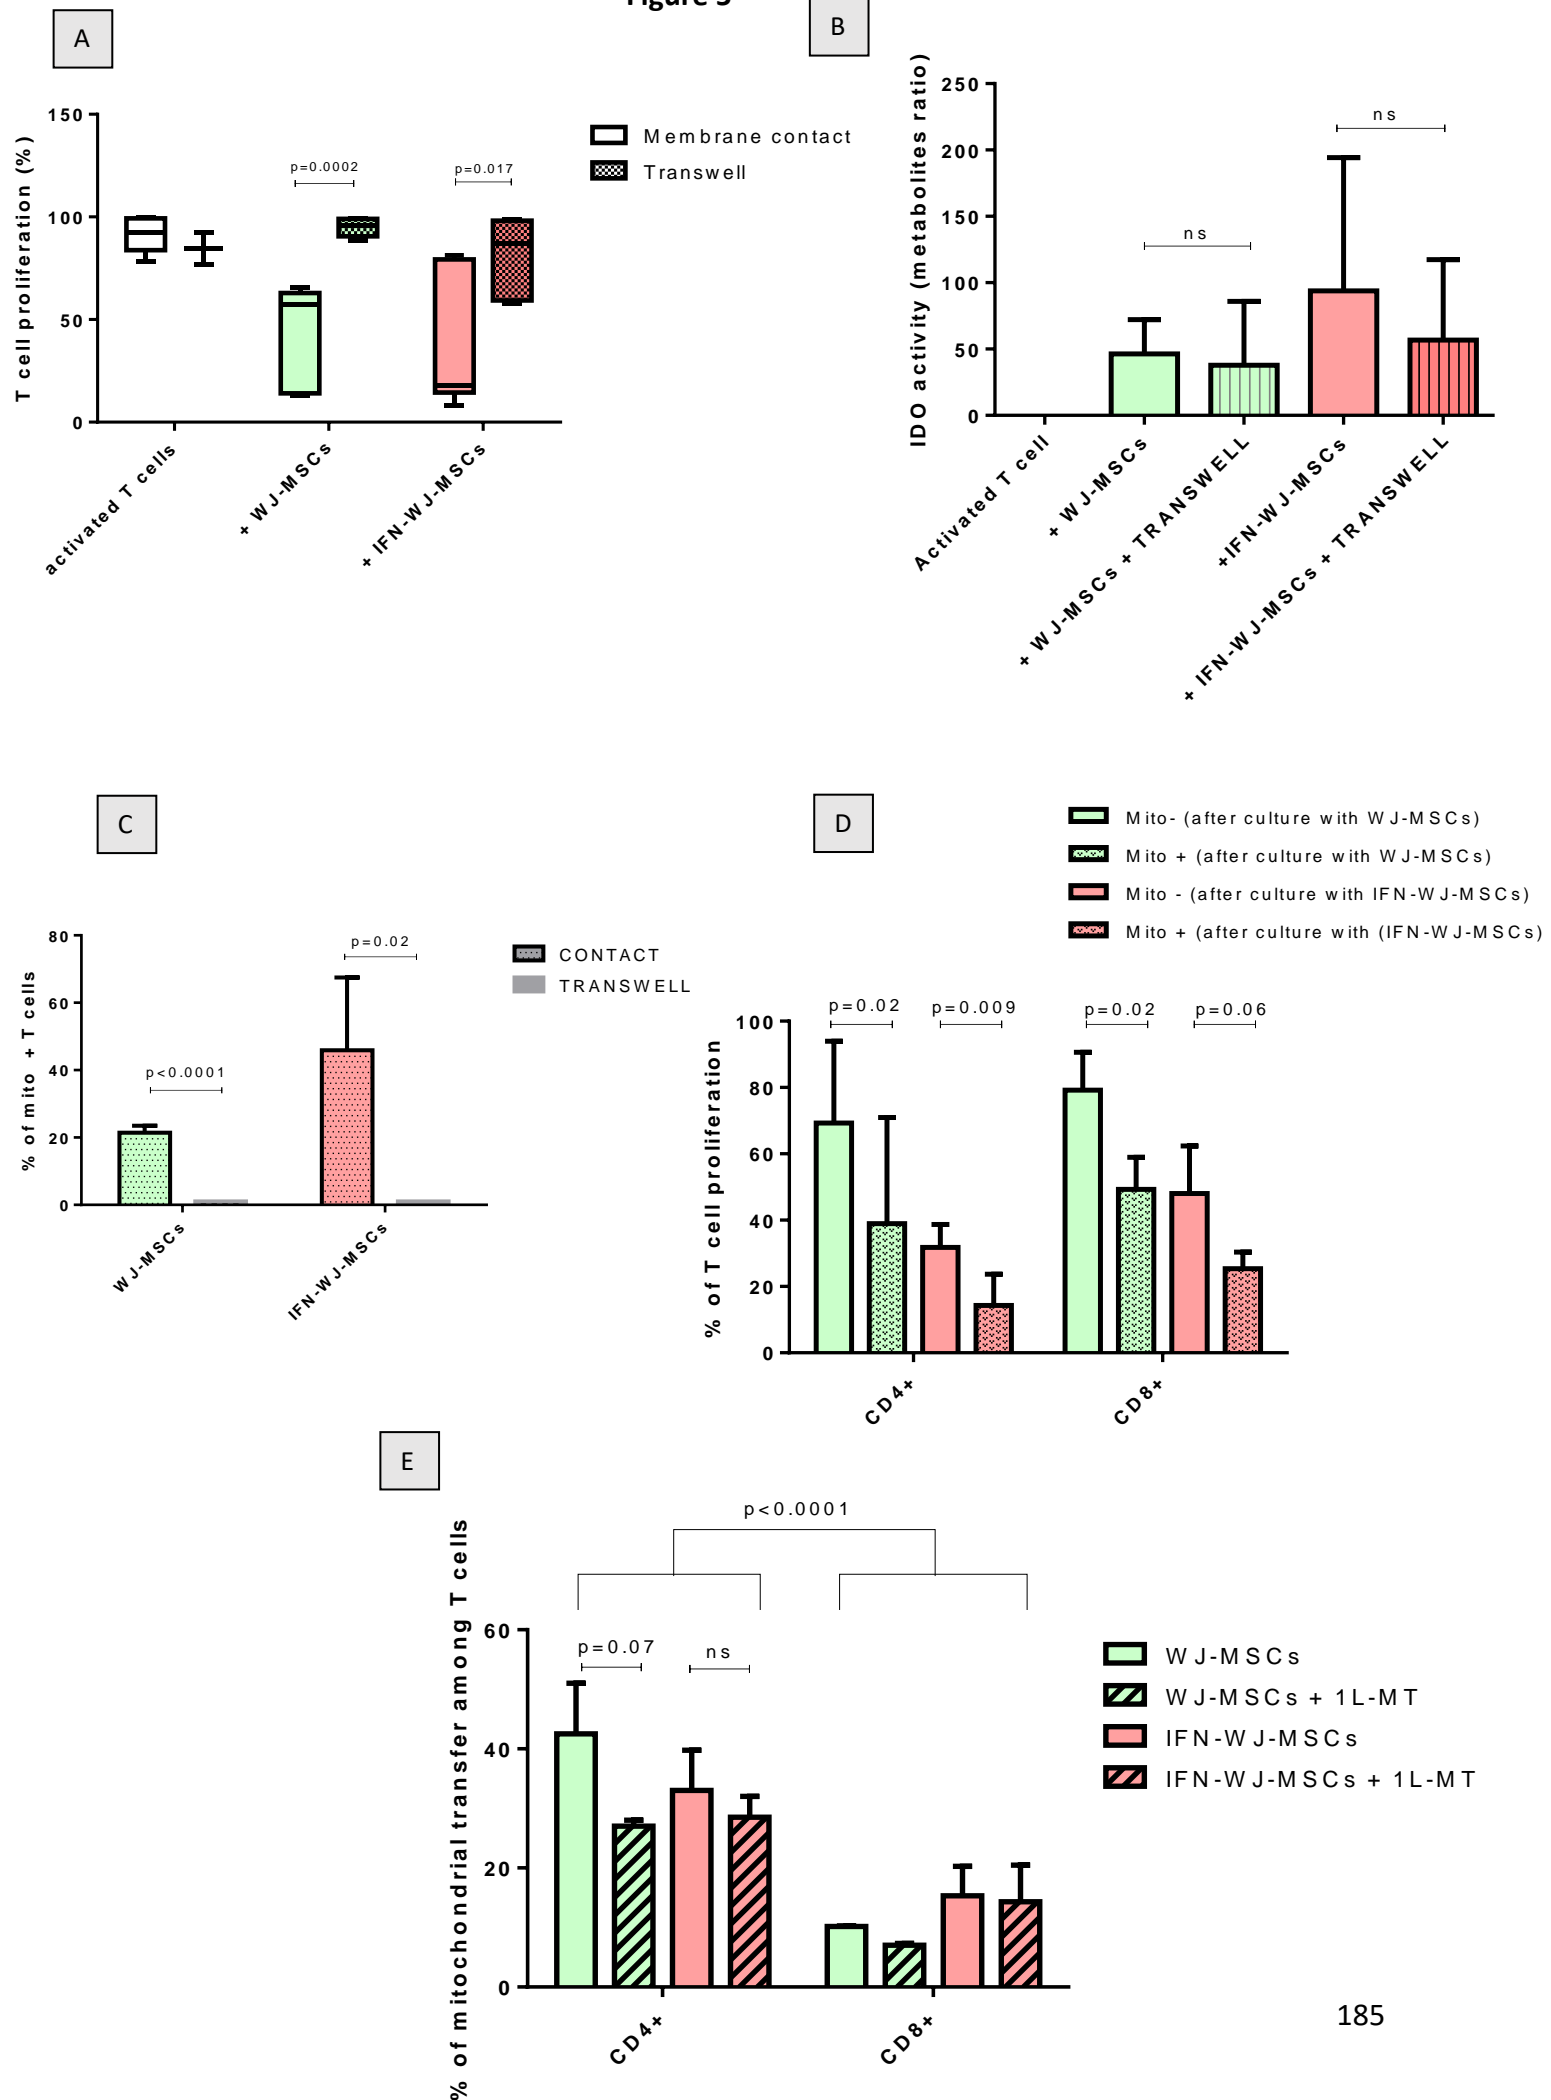 Figure 5
A
T cell proliferation (%)
150
100
50
0
p=0.0002
p=0.017
Membrane contact
Transwell
activated T cells
+ WJ-MSCs
+ IFN-WJ-MSCs
B
IDO activity (metabolites ratio)
250
200
150
100
50
0
ns
ns
Activated T cell
+ WJ-MSCs
+ WJ-MSCs + TRANSWELL
+IFN-WJ-MSCs
+ IFN-WJ-MSCs + TRANSWELL
C
% of mito + T cells
80
60
40
20
0
p<0.0001
p=0.02
CONTACT
TRANSWELL
WJ-MSCs
IFN-WJ-MSCs
D
Mito- (after culture with WJ-MSCs)
Mito + (after culture with WJ-MSCs)
Mito - (after culture with IFN-WJ-MSCs)
Mito + (after culture with (IFN-WJ-MSCs)
% of T cell proliferation
100
80
60
40
20
0
p=0.02
p=0.009
p=0.02
p=0.06
CD4+
CD8+
E
% of mitochondrial transfer among T cells
60
40
20
0
p<0.0001
p=0.07
ns
WJ-MSCs
WJ-MSCs + 1L-MT
IFN-WJ-MSCs
IFN-WJ-MSCs + 1L-MT
CD4+
CD8+
185